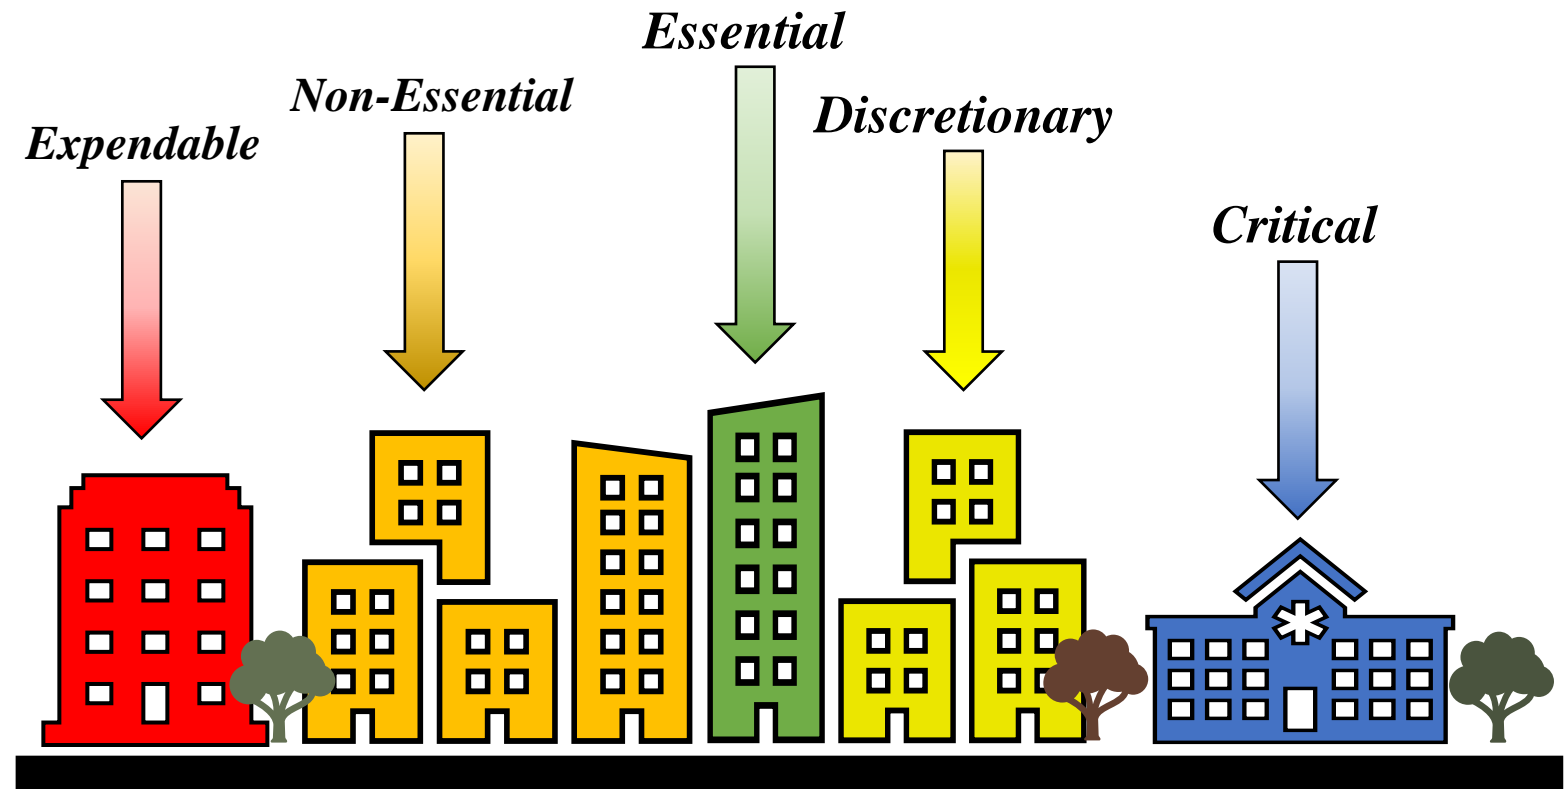 Expendable
Non-Essential
Essential
Discretionary
Critical